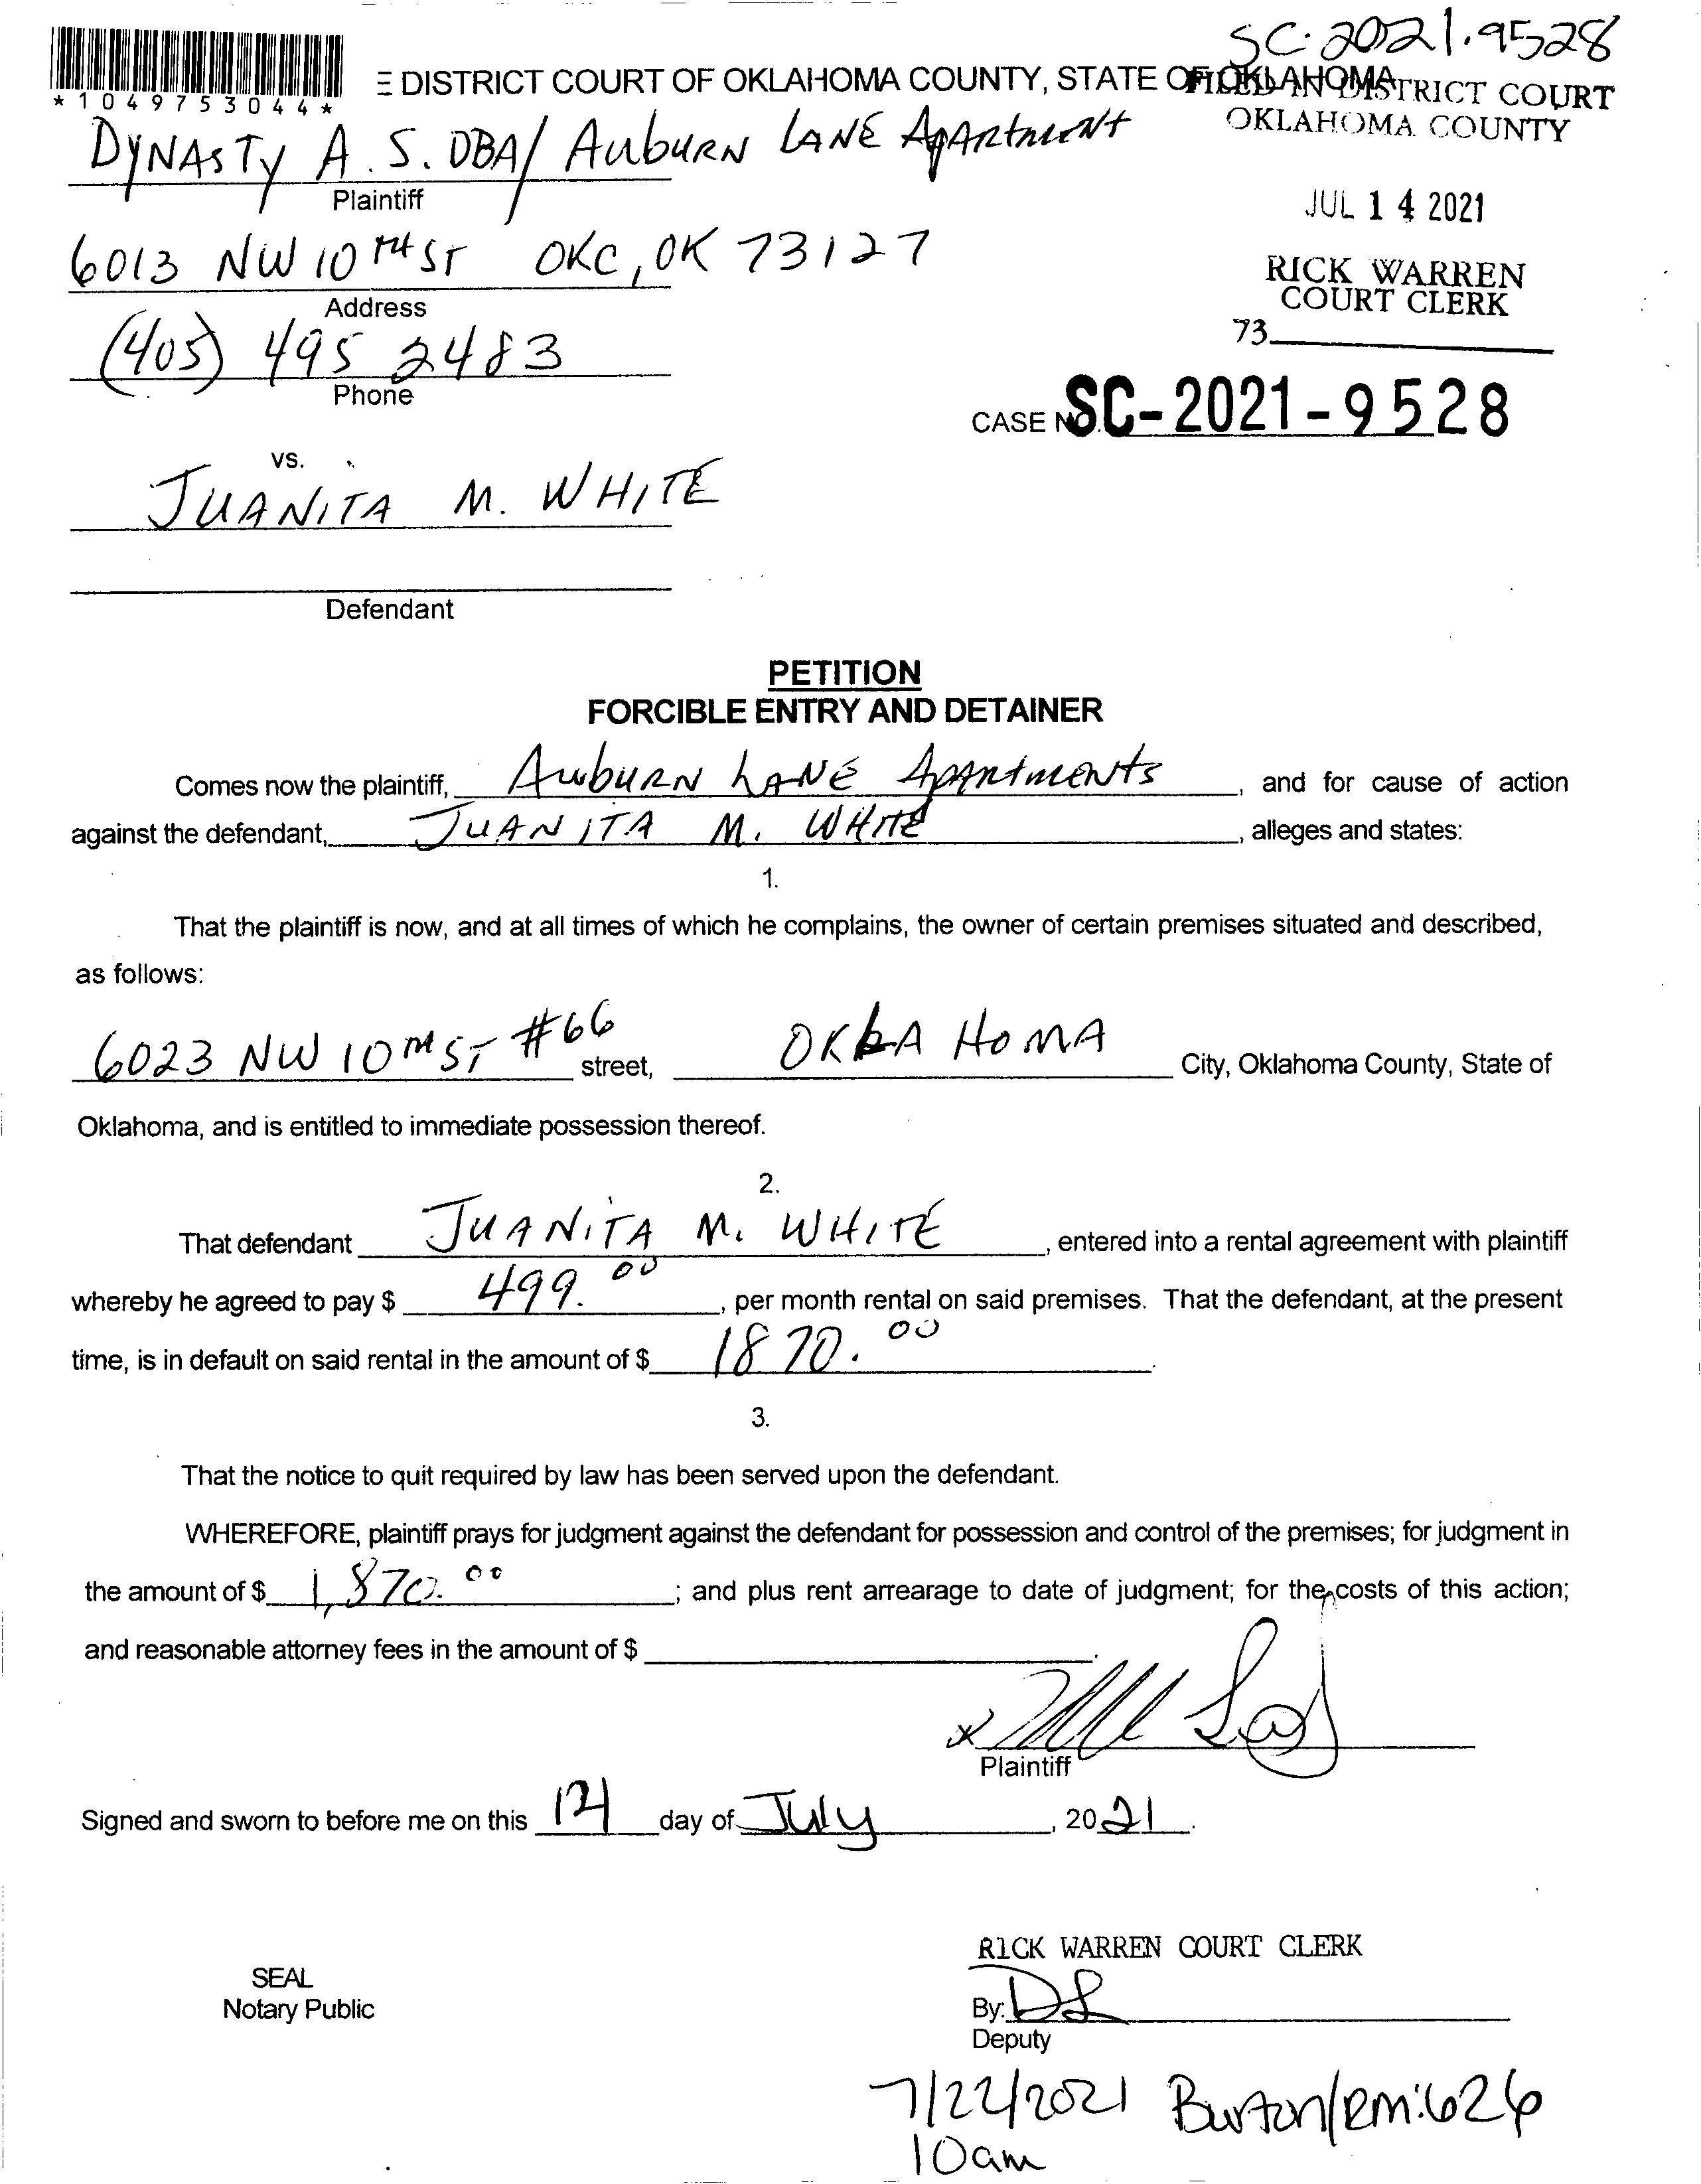 SC-2021-9528
E DISTRICT COURT OF OKLAHOMA COUNTY, STATE OF OKLAHOMA
FILED IN DISTRICT COURT
OKLAHOMA COUNTY
*1049753044*
DYNASTY A. S. DBA/ AuburN LANE ApArtment
Plaintiff
JUL 14 2021
6013 NW 10TH ST OKC, OK 73127
Address
RICK WARREN
COURT CLERK
73
(405) 495 2483
Phone
CASE NO. SC-2021-9528
vs.
JUANITA M. WHITE
Defendant
PETITION
FORCIBLE ENTRY AND DETAINER
Comes now the plaintiff, AuburN LANE ApArtmeNts, and for cause of action
against the defendant, JUANITA M. WHITE, alleges and states:
1.
That the plaintiff is now, and at all times of which he complains, the owner of certain premises situated and described,
as follows:
6023 NW 10TH ST #66 street, OKLAHOMA City, Oklahoma County, State of
Oklahoma, and is entitled to immediate possession thereof.
2.
That defendant JUANITA M. WHITE, entered into a rental agreement with plaintiff
whereby he agreed to pay $ 499.00, per month rental on said premises. That the defendant, at the present
time, is in default on said rental in the amount of $ 1870.00.
3.
That the notice to quit required by law has been served upon the defendant.
WHEREFORE, plaintiff prays for judgment against the defendant for possession and control of the premises; for judgment in
the amount of $ 1,870.00; and plus rent arrearage to date of judgment; for the costs of this action;
and reasonable attorney fees in the amount of $
x
Plaintiff
Signed and sworn to before me on this 14 day of July, 2021.
RICK WARREN COURT CLERK
SEAL
Notary Public
By: DL
Deputy
7/22/2021 Burton/Rm:626
10am